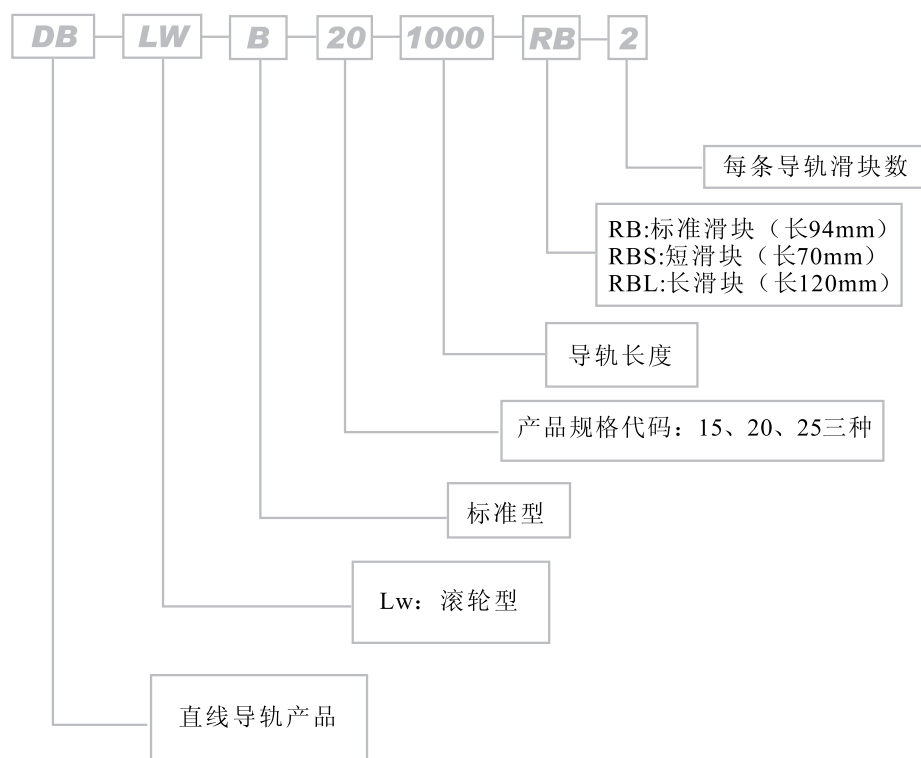 DB LW B 20 1000 RB 2
每条导轨滑块数
RB:标准滑块（长94mm）
RBS:短滑块（长70mm）
RBL:长滑块（长120mm）
导轨长度
产品规格代码：15、20、25三种
标准型
Lw：滚轮型
直线导轨产品